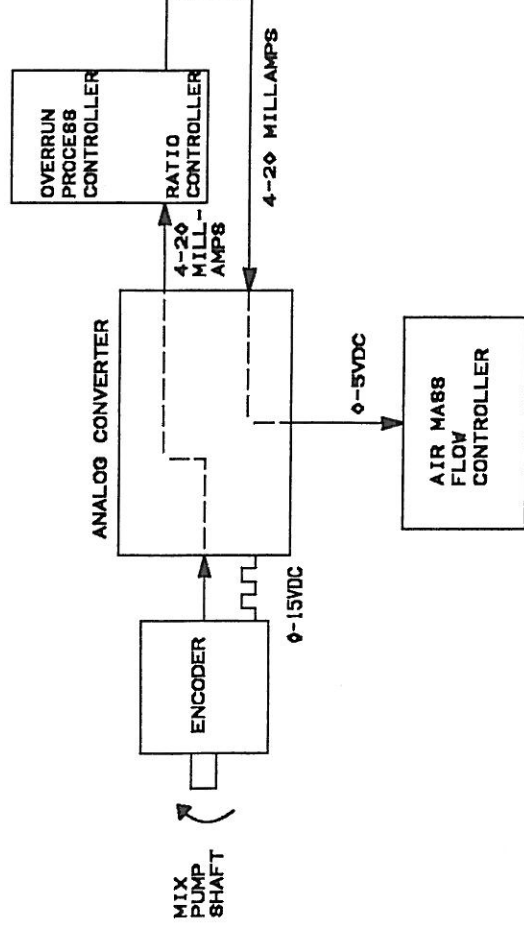 MIX
PUMP
SHAFT
ENCODER
0-15VDC
ANALOG CONVERTER
4-20
MILL-
AMPS
OVERRUN
PROCESS
CONTROLLER
RATIO
CONTROLLER
4-20 MILLAMPS
0-5VDC
AIR MASS
FLOW
CONTROLLER